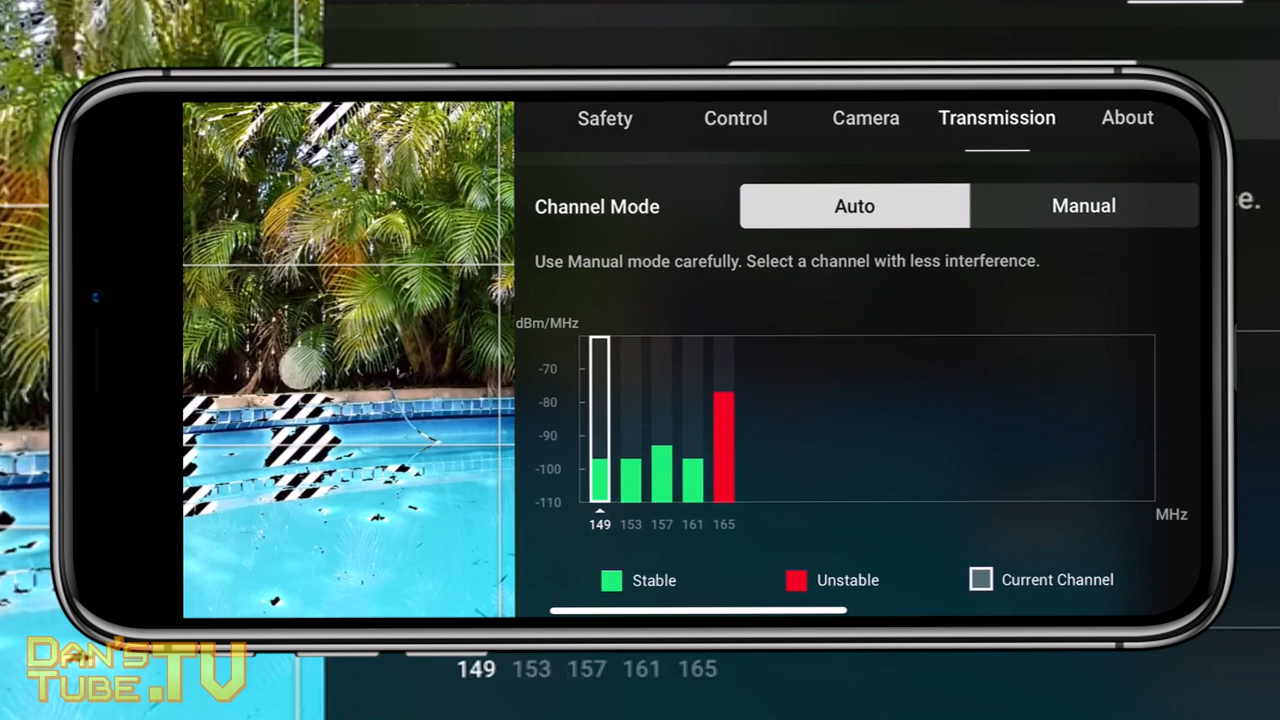 Safety Control Camera Transmission About
Channel Mode Auto Manual
Use Manual mode carefully. Select a channel with less interference.
e.
dBm/MHz
-70
-80
-90
-100
-110
149 153 157 161 165
MHz
Stable Unstable Current Channel
149 153 157 161 165
DAN'S
TUBE.TV